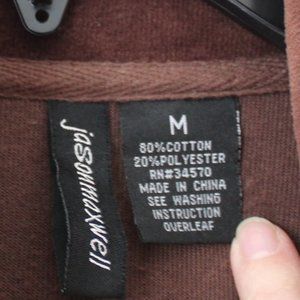 jasonmaxwell
M
80%COTTON
20%POLYESTER
RN#34570
MADE IN CHINA
SEE WASHING
INSTRUCTION
OVERLEAF